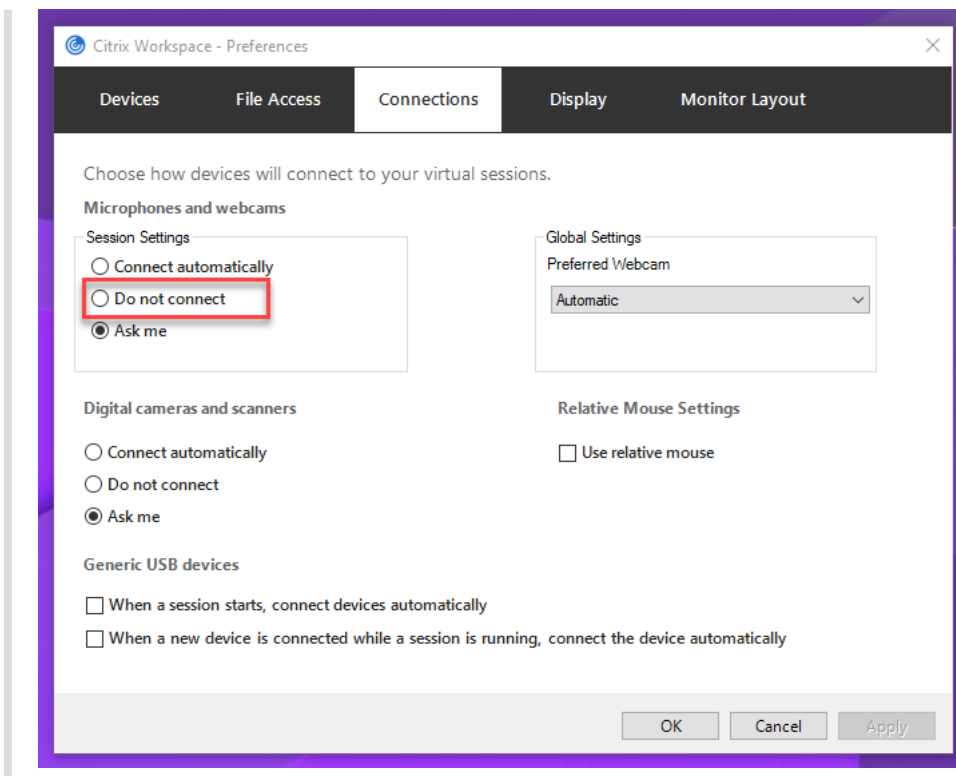 Citrix Workspace - Preferences
Devices File Access Connections Display Monitor Layout
Choose how devices will connect to your virtual sessions.
Microphones and webcams
Session Settings
Connect automatically
Do not connect
Ask me
Global Settings
Preferred Webcam
Automatic
Digital cameras and scanners
Connect automatically
Do not connect
Ask me
Relative Mouse Settings
Use relative mouse
Generic USB devices
When a session starts, connect devices automatically
When a new device is connected while a session is running, connect the device automatically
OK Cancel Apply